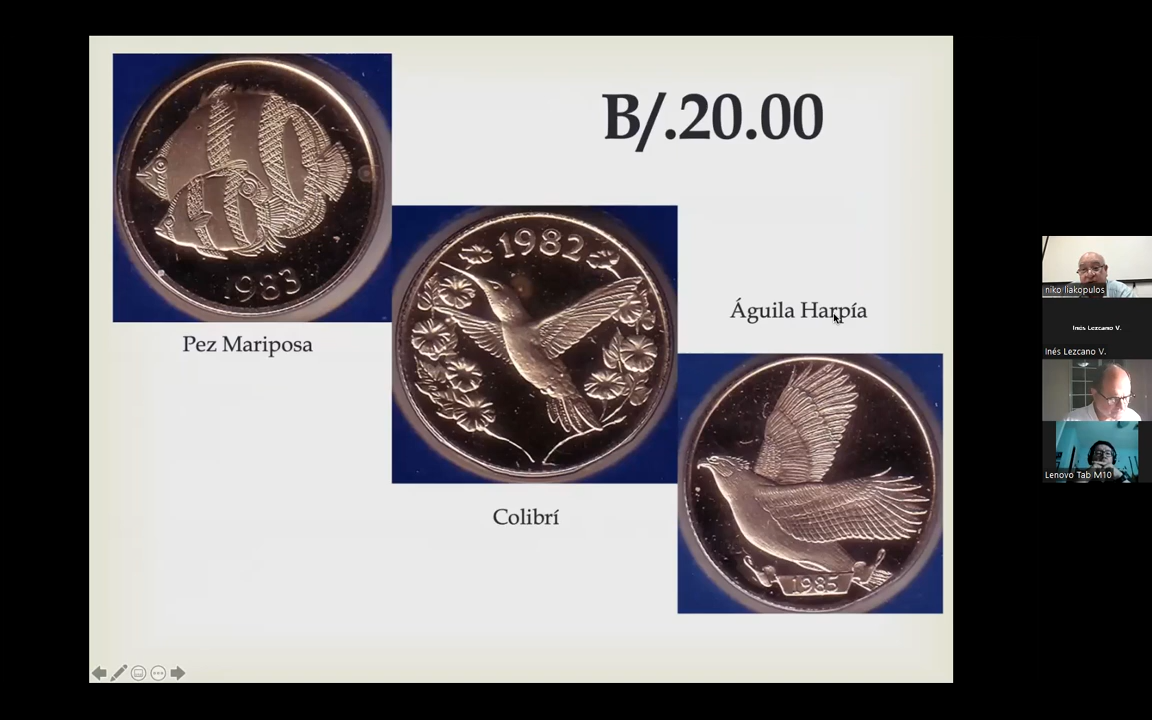 B/.20.00
1983
Pez Mariposa
1982
Colibrí
Águila Harpía
1985
niko liakopulos
Inés Lezcano V.
Inés Lezcano V.
Lenovo Tab M10